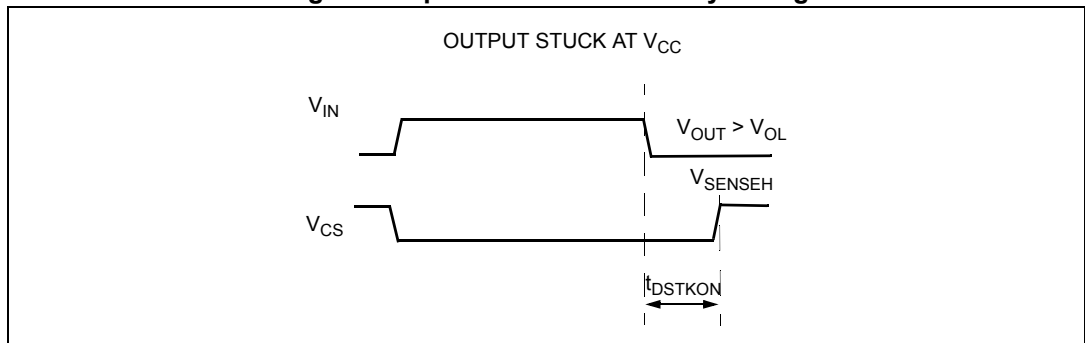 OUTPUT STUCK AT V_CC
V_IN
V_OUT > V_OL
V_SENSEH
V_CS
t_DSTKON